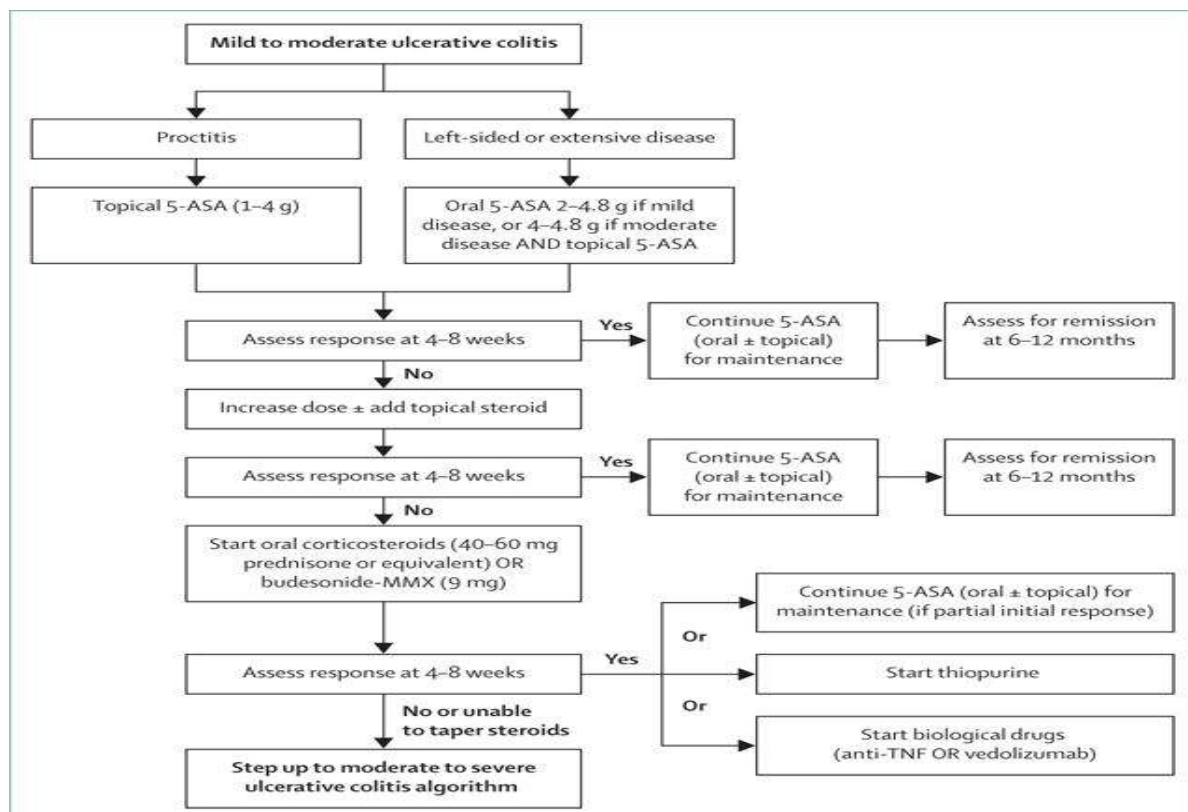 Mild to moderate ulcerative colitis
Proctitis
Left-sided or extensive disease
Topical 5-ASA (1–4 g)
Oral 5-ASA 2–4.8 g if mild
disease, or 4–4.8 g if moderate
disease AND topical 5-ASA
Assess response at 4–8 weeks
Yes
Continue 5-ASA
(oral ± topical)
for maintenance
Assess for remission
at 6–12 months
No
Increase dose ± add topical steroid
Assess response at 4–8 weeks
Yes
Continue 5-ASA
(oral ± topical)
for maintenance
Assess for remission
at 6–12 months
No
Start oral corticosteroids (40–60 mg
prednisone or equivalent) OR
budesonide-MMX (9 mg)
Assess response at 4–8 weeks
Yes
Continue 5-ASA (oral ± topical) for
maintenance (if partial initial response)
Or
Start thiopurine
Or
Start biological drugs
(anti-TNF OR vedolizumab)
No or unable
to taper steroids
Step up to moderate to severe
ulcerative colitis algorithm